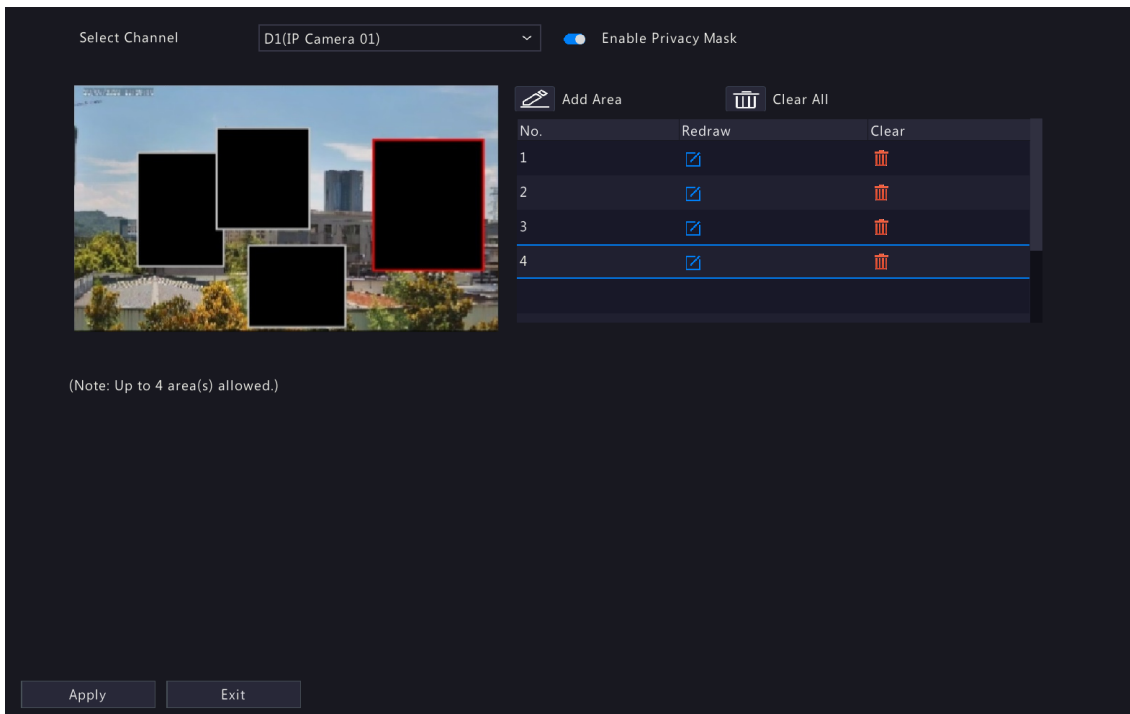 Select Channel D1(IP Camera 01) Enable Privacy Mask
Add Area Clear All
No. Redraw Clear
1
2
3
4
(Note: Up to 4 area(s) allowed.)
Apply Exit